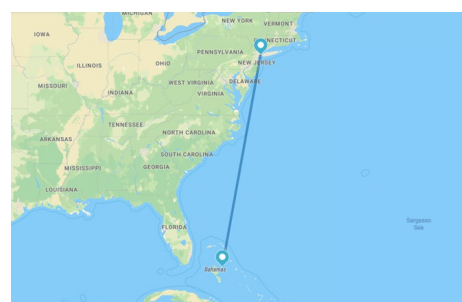 MICHIGAN
NEW YORK
VERMONT
IOWA
CONNECTICUT
PENNSYLVANIA
ILLINOIS
OHIO
NEW JERSEY
MISSOURI
INDIANA
WEST VIRGINIA
DELAWARE
VIRGINIA
TENNESSEE
NORTH CAROLINA
ARKANSAS
SOUTH CAROLINA
MISSISSIPPI
GEORGIA
LOUISIANA
Sargasso
Sea
FLORIDA
Bahamas